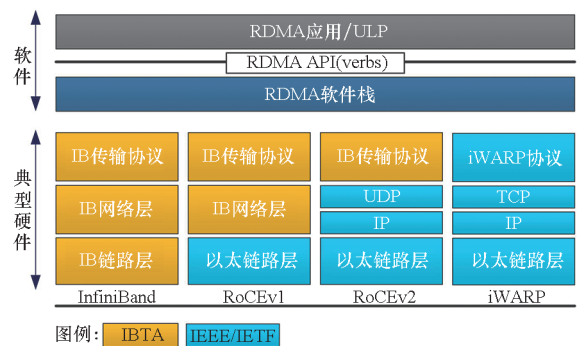 软件
RDMA应用/ULP
RDMA API(verbs)
RDMA软件栈
典型硬件
IB传输协议 IB传输协议 IB传输协议 iWARP协议
IB网络层 IB网络层 UDP TCP
IP IP
IB链路层 以太链路层 以太链路层 以太链路层
InfiniBand RoCEv1 RoCEv2 iWARP
图例: IBTA IEEE/IETF